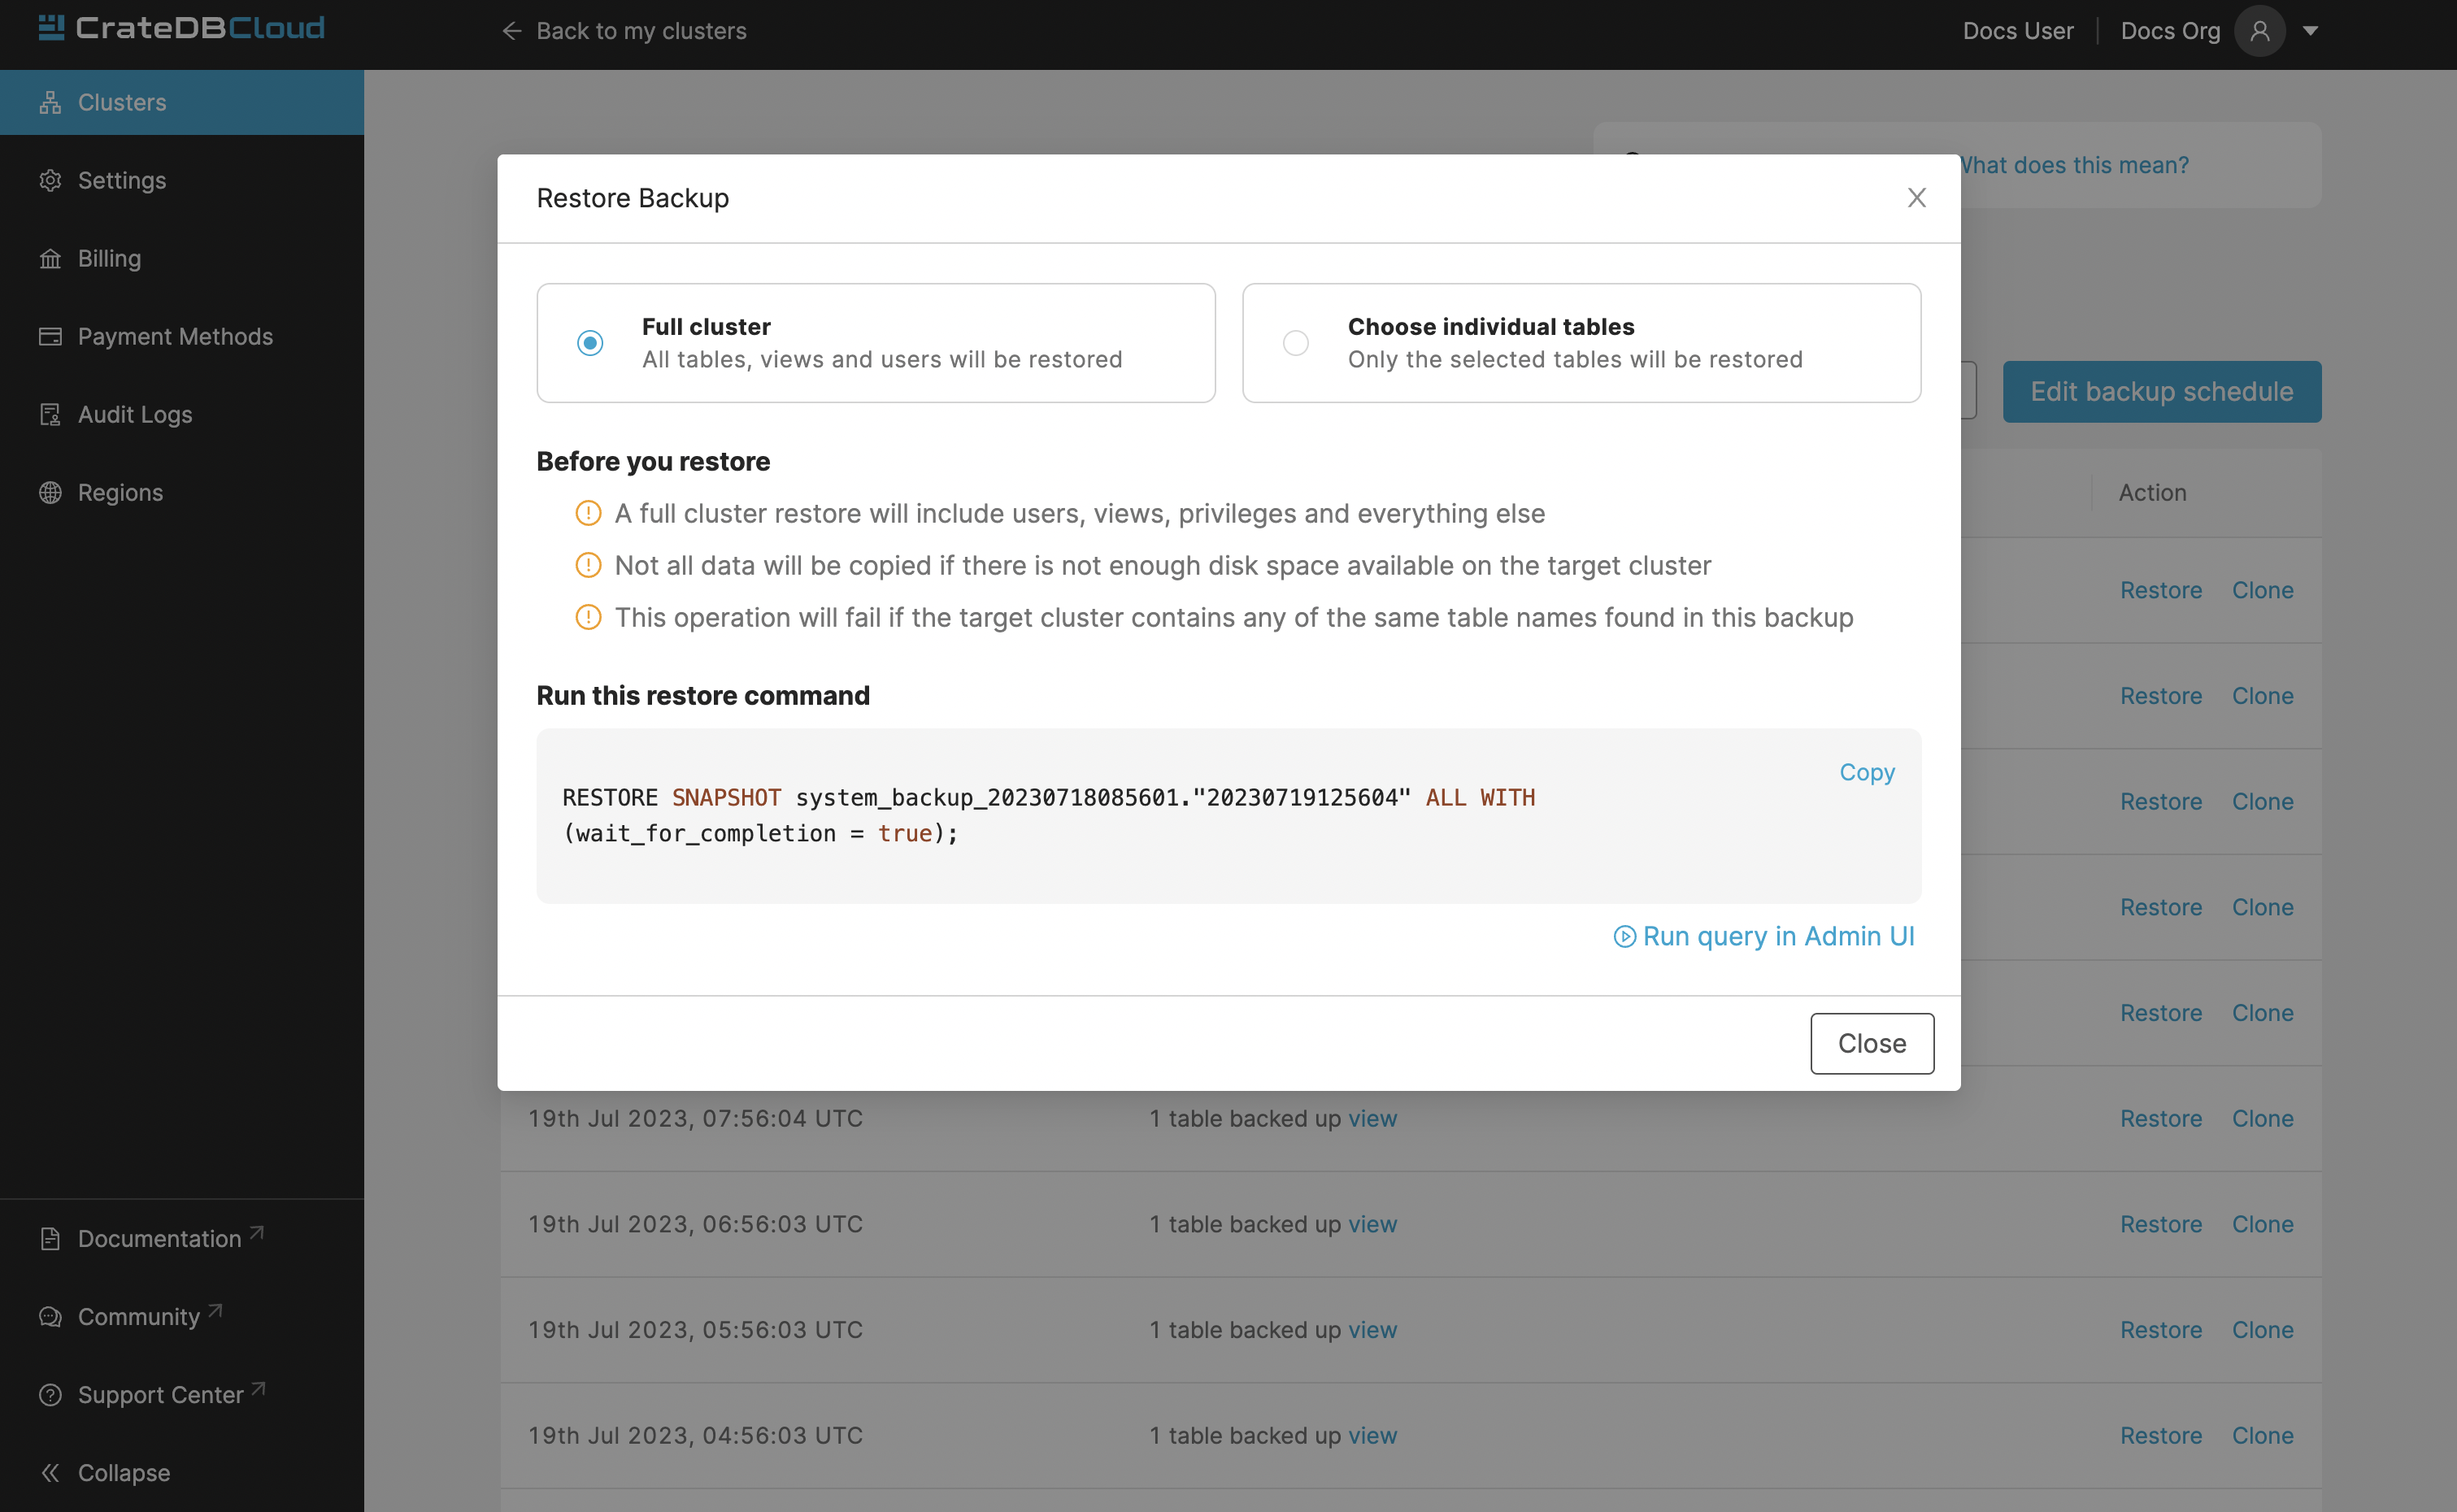 CrateDBCloud
Back to my clusters
Docs User
Docs Org
Clusters
Settings
Billing
Payment Methods
Audit Logs
Regions
Documentation
Community
Support Center
Collapse
What does this mean?
Edit backup schedule
Restore Backup
Full cluster
All tables, views and users will be restored
Choose individual tables
Only the selected tables will be restored
Before you restore
A full cluster restore will include users, views, privileges and everything else
Not all data will be copied if there is not enough disk space available on the target cluster
This operation will fail if the target cluster contains any of the same table names found in this backup
Run this restore command
Copy
RESTORE SNAPSHOT system_backup_20230718085601."20230719125604" ALL WITH
(wait_for_completion = true);
Run query in Admin UI
Close
Action
Restore Clone
Restore Clone
Restore Clone
Restore Clone
Restore Clone
19th Jul 2023, 07:56:04 UTC 1 table backed up view Restore Clone
19th Jul 2023, 06:56:03 UTC 1 table backed up view Restore Clone
19th Jul 2023, 05:56:03 UTC 1 table backed up view Restore Clone
19th Jul 2023, 04:56:03 UTC 1 table backed up view Restore Clone